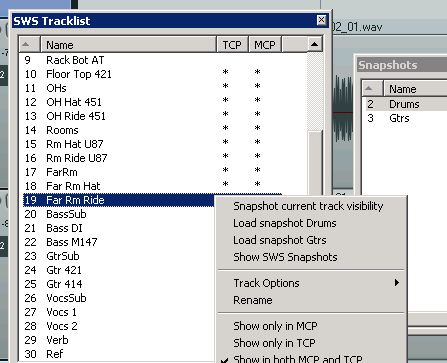 SWS Tracklist
02_01.wav
Name TCP MCP
9 Rack Bot AT
10 Floor Top 421 * *
11 OHs * *
12 OH Hat 451 * *
13 OH Ride 451 * *
14 Rooms * *
15 Rm Hat U87 * *
16 Rm Ride U87 * *
17 FarRm * *
18 Far Rm Hat * *
19 Far Rm Ride
20 BassSub
21 Bass DI
22 Bass M147
23 GtrSub
24 Gtr 421
25 Gtr 414
26 VocsSub
27 Vox 1
28 Vocs 2
29 Verb
30 Ref
Snapshots
Name
2 Drums
3 Gtrs
Snapshot current track visibility
Load snapshot Drums
Load snapshot Gtrs
Show SWS Snapshots
Track Options
Rename
Show only in MCP
Show only in TCP
Show in both MCP and TCP